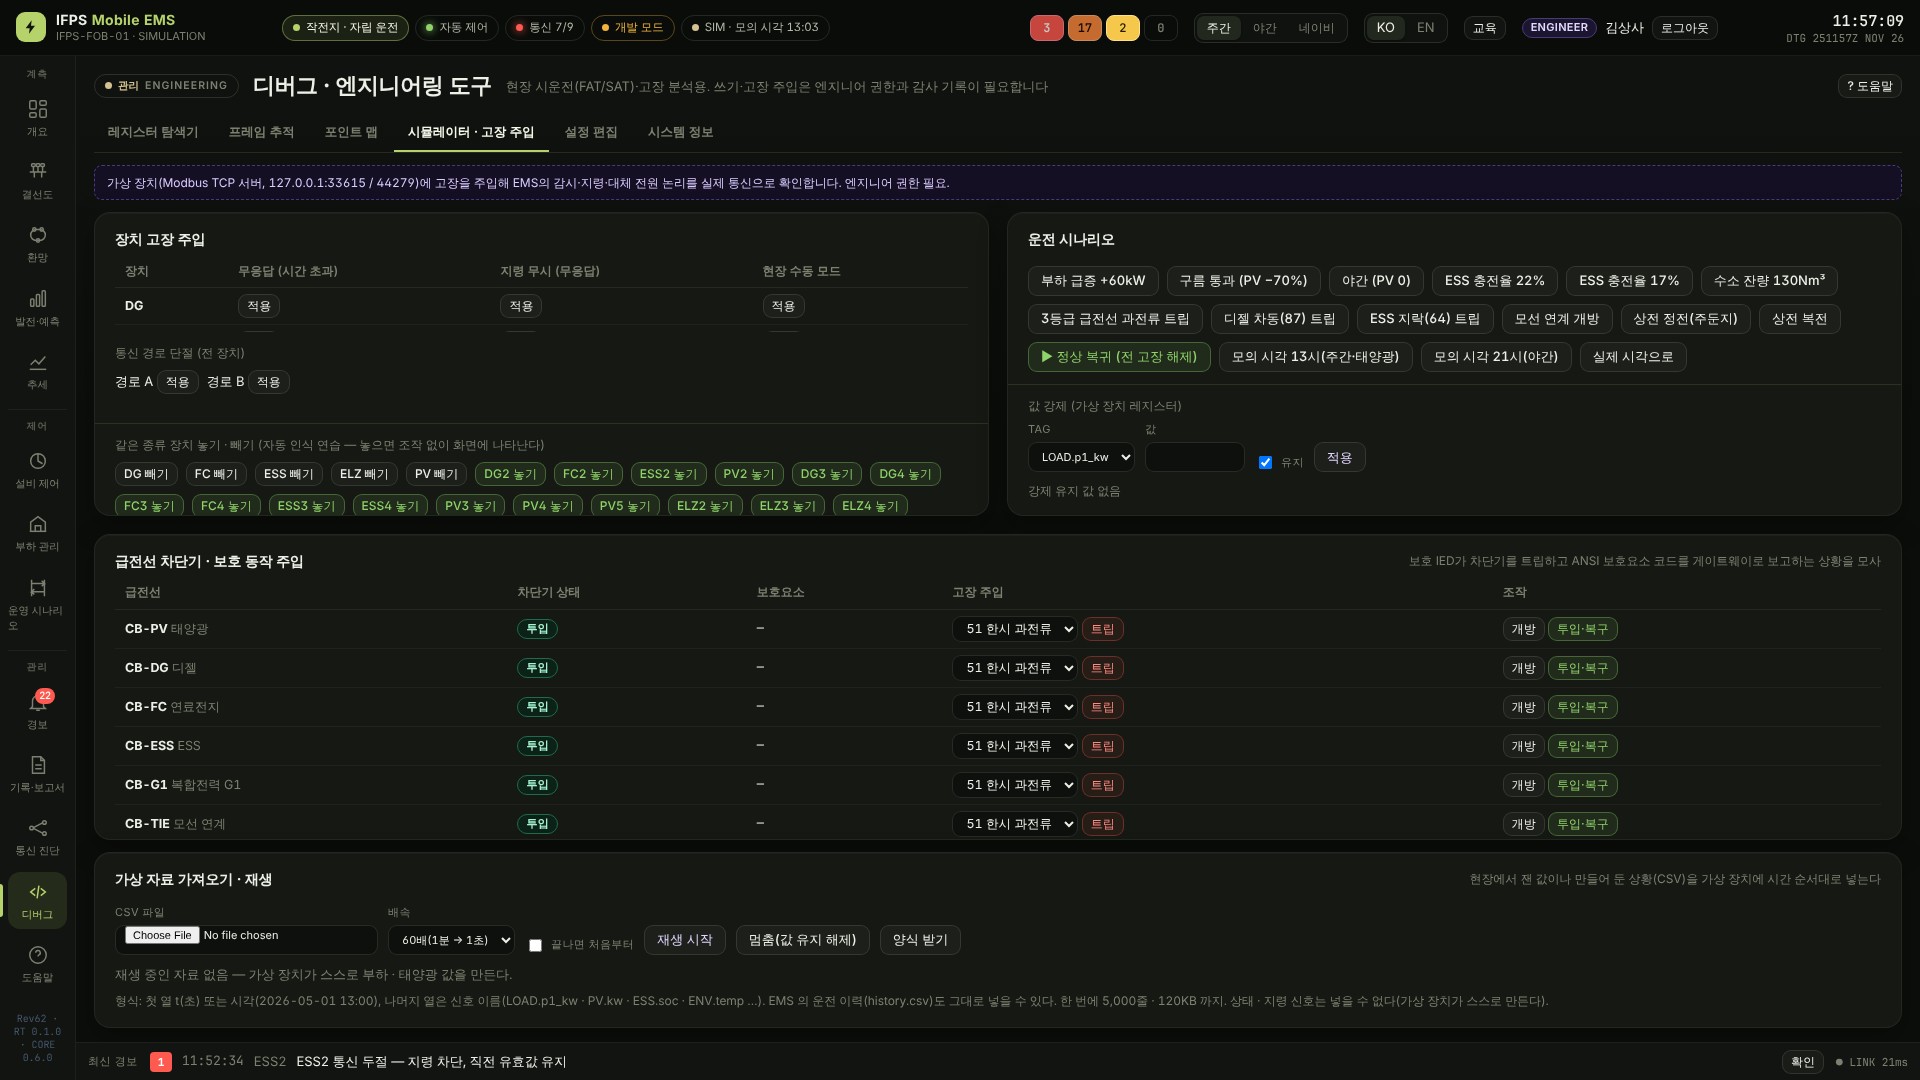 IFPS Mobile EMS
IFPS-FOB-01 · SIMULATION
작전지 · 자립 운전
자동 제어
통신 7/9
개발 모드
SIM · 모의 시각 13:03
3
17
2
0
주간
야간
네이비
KO
EN
교육
ENGINEER
김상사
로그아웃
11:57:09
DTG 251157Z NOV 26
계측
개요
결선도
환망
발전·예측
추세
제어
설비 제어
부하 관리
운영 시나리오
관리
22
경보
기록·보고서
통신 진단
디버그
도움말
Rev62 ·
RT 0.1.0
· CORE
0.6.0
관리 ENGINEERING
디버그 · 엔지니어링 도구
현장 시운전(FAT/SAT)·고장 분석용. 쓰기·고장 주입은 엔지니어 권한과 감사 기록이 필요합니다
? 도움말
레지스터 탐색기
프레임 추적
포인트 맵
시뮬레이터 · 고장 주입
설정 편집
시스템 정보
가상 장치(Modbus TCP 서버, 127.0.0.1:33615 / 44279)에 고장을 주입해 EMS의 감시·지령·대체 전원 논리를 실제 통신으로 확인합니다. 엔지니어 권한 필요.
장치 고장 주입
장치 무응답 (시간 초과) 지령 무시 (무응답) 현장 수동 모드
DG 적용 적용 적용
통신 경로 단절 (전 장치)
경로 A 적용 경로 B 적용
같은 종류 장치 놓기 · 빼기 (자동 인식 연습 — 놓으면 조작 없이 화면에 나타난다)
DG 빼기 FC 빼기 ESS 빼기 ELZ 빼기 PV 빼기 DG2 놓기 FC2 놓기 ESS2 놓기 PV2 놓기 DG3 놓기 DG4 놓기
FC3 놓기 FC4 놓기 ESS3 놓기 ESS4 놓기 PV3 놓기 PV4 놓기 PV5 놓기 ELZ2 놓기 ELZ3 놓기 ELZ4 놓기
운전 시나리오
부하 급증 +60kW 구름 통과 (PV −70%) 야간 (PV 0) ESS 충전율 22% ESS 충전율 17% 수소 잔량 130Nm³
3등급 급전선 과전류 트립 디젤 차동(87) 트립 ESS 지락(64) 트립 모선 연계 개방 상전 정전(주둔지) 상전 복전
▶ 정상 복귀 (전 고장 해제) 모의 시각 13시(주간·태양광) 모의 시각 21시(야간) 실제 시각으로
값 강제 (가상 장치 레지스터)
TAG 값
LOAD.p1_kw 유지 적용
강제 유지 값 없음
급전선 차단기 · 보호 동작 주입
보호 IED가 차단기를 트립하고 ANSI 보호요소 코드를 게이트웨이로 보고하는 상황을 모사
급전선 차단기 상태 보호요소 고장 주입 조작
CB-PV 태양광 투입 — 51 한시 과전류 트립 개방 투입·복구
CB-DG 디젤 투입 — 51 한시 과전류 트립 개방 투입·복구
CB-FC 연료전지 투입 — 51 한시 과전류 트립 개방 투입·복구
CB-ESS ESS 투입 — 51 한시 과전류 트립 개방 투입·복구
CB-G1 복합전력 G1 투입 — 51 한시 과전류 트립 개방 투입·복구
CB-TIE 모선 연계 투입 — 51 한시 과전류 트립 개방 투입·복구
가상 자료 가져오기 · 재생
현장에서 잰 값이나 만들어 둔 상황(CSV)을 가상 장치에 시간 순서대로 넣는다
CSV 파일 배속
Choose File No file chosen 60배(1분 → 1초) 끝나면 처음부터 재생 시작 멈춤(값 유지 해제) 양식 받기
재생 중인 자료 없음 — 가상 장치가 스스로 부하 · 태양광 값을 만든다.
형식: 첫 열 t(초) 또는 시각(2026-05-01 13:00), 나머지 열은 신호 이름(LOAD.p1_kw · PV.kw · ESS.soc · ENV.temp …). EMS 의 운전 이력(history.csv)도 그대로 넣을 수 있다. 한 번에 5,000줄 · 120KB 까지. 상태 · 지령 신호는 넣을 수 없다(가상 장치가 스스로 만든다).
최신 경보 1 11:52:34 ESS2 ESS2 통신 두절 — 지령 차단, 직전 유효값 유지
확인
LINK 21ms